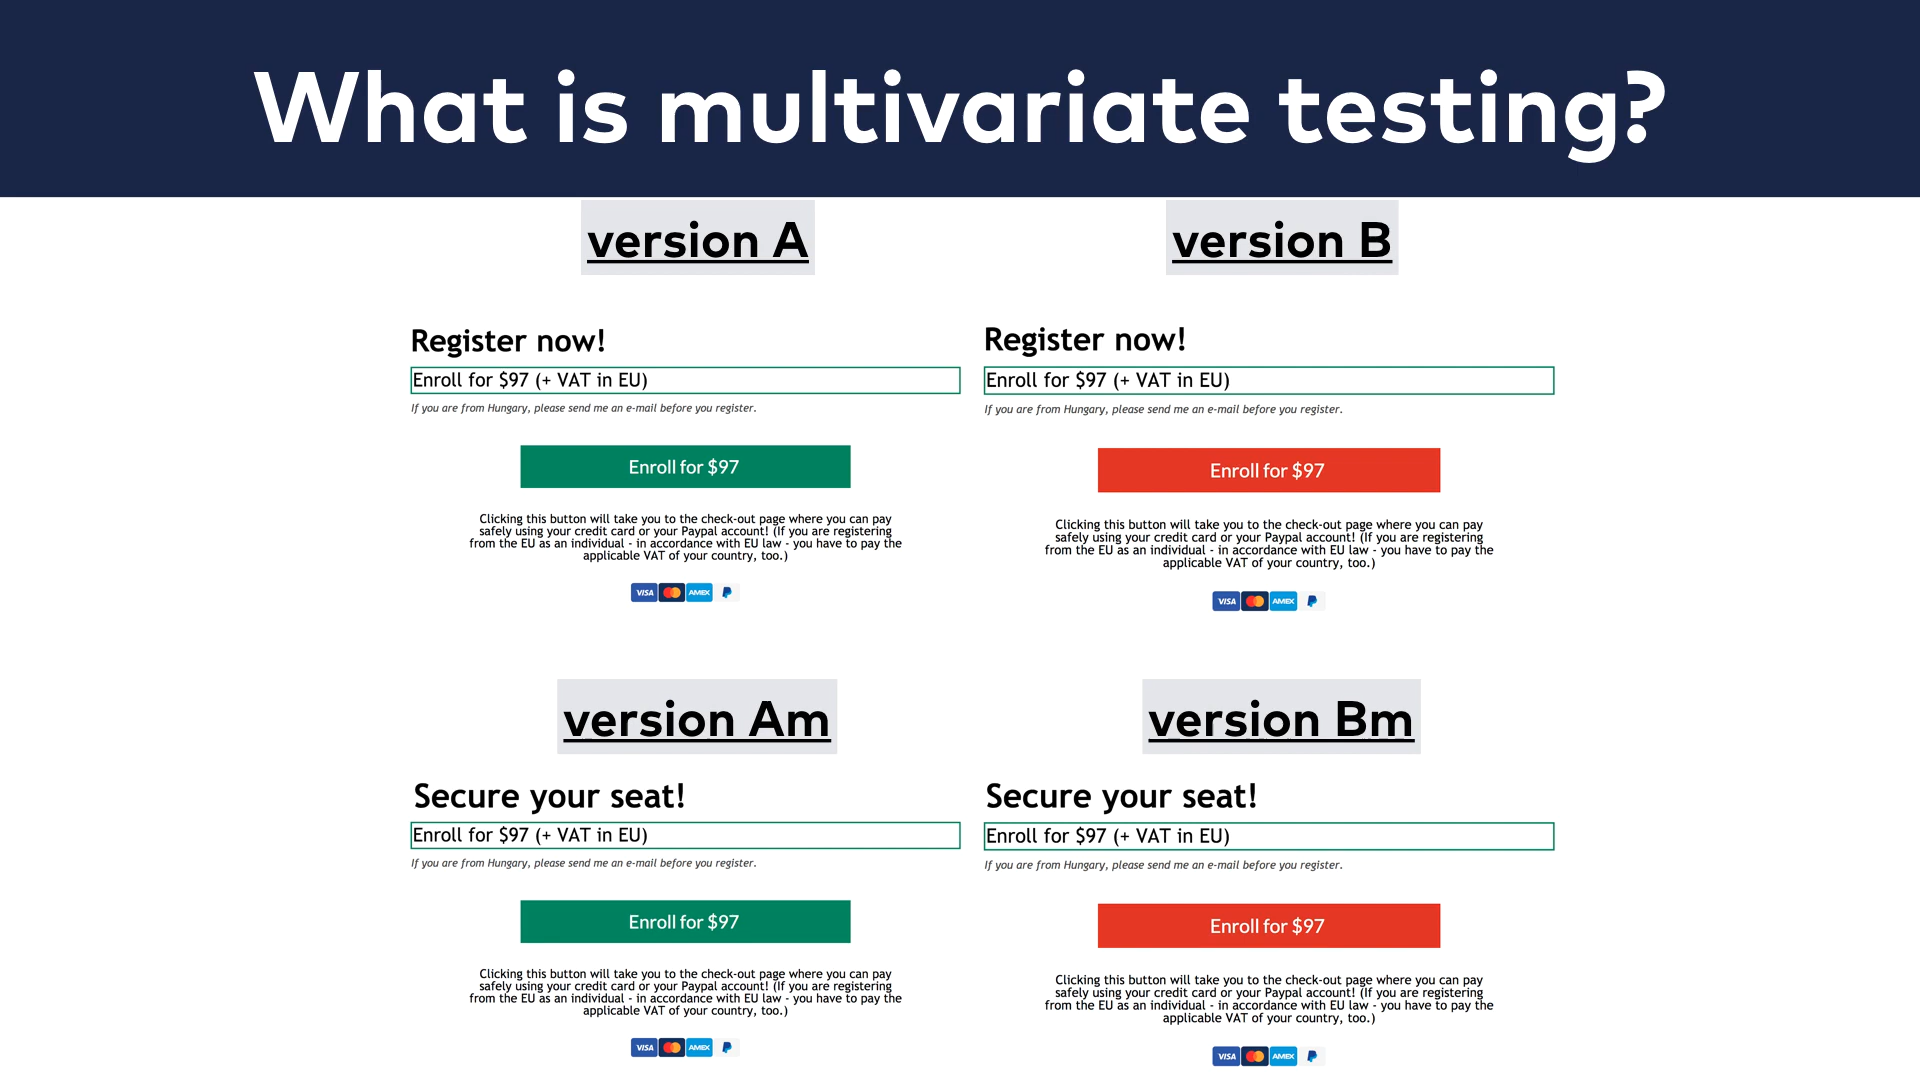 What is multivariate testing?
version A
Register now!
Enroll for $97 (+ VAT in EU)
If you are from Hungary, please send me an e-mail before you register.
Enroll for $97
Clicking this button will take you to the check-out page where you can pay
safely using your credit card or your Paypal account! (If you are registering
from the EU as an individual - in accordance with EU law - you have to pay the
applicable VAT of your country, too.)
VISA AMEX
version B
Register now!
Enroll for $97 (+ VAT in EU)
If you are from Hungary, please send me an e-mail before you register.
Enroll for $97
Clicking this button will take you to the check-out page where you can pay
safely using your credit card or your Paypal account! (If you are registering
from the EU as an individual - in accordance with EU law - you have to pay the
applicable VAT of your country, too.)
VISA AMEX
version Am
Secure your seat!
Enroll for $97 (+ VAT in EU)
If you are from Hungary, please send me an e-mail before you register.
Enroll for $97
Clicking this button will take you to the check-out page where you can pay
safely using your credit card or your Paypal account! (If you are registering
from the EU as an individual - in accordance with EU law - you have to pay the
applicable VAT of your country, too.)
VISA AMEX
version Bm
Secure your seat!
Enroll for $97 (+ VAT in EU)
If you are from Hungary, please send me an e-mail before you register.
Enroll for $97
Clicking this button will take you to the check-out page where you can pay
safely using your credit card or your Paypal account! (If you are registering
from the EU as an individual - in accordance with EU law - you have to pay the
applicable VAT of your country, too.)
VISA AMEX